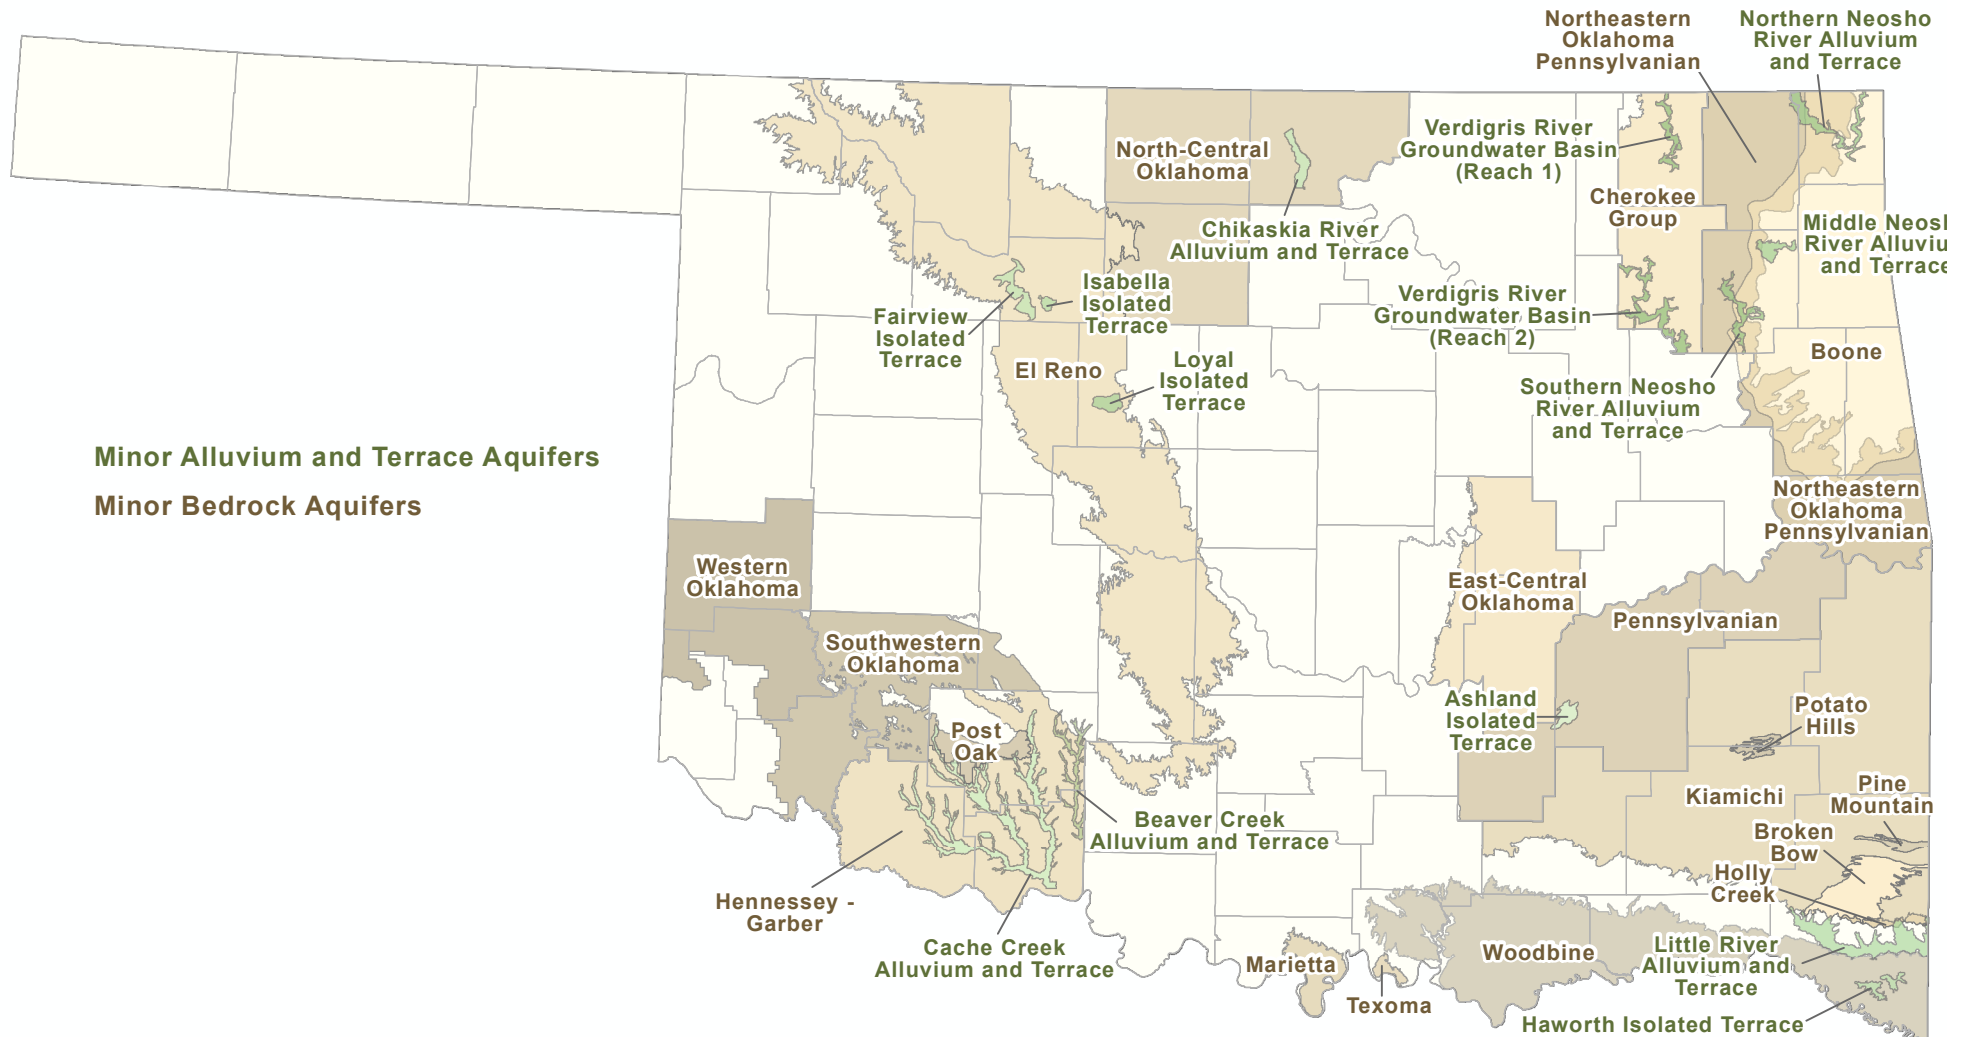 Northeastern
Oklahoma
Pennsylvanian
Northern Neosho
River Alluvium
and Terrace
Verdigris River
Groundwater Basin
(Reach 1)
North-Central
Oklahoma
Cherokee
Group
Chikaskia River
Alluvium and Terrace
Middle Neosh
River Alluviu
and Terrace
Isabella
Isolated
Terrace
Fairview
Isolated
Terrace
Verdigris River
Groundwater Basin
(Reach 2)
El Reno
Loyal
Isolated
Terrace
Boone
Southern Neosho
River Alluvium
and Terrace
Minor Alluvium and Terrace Aquifers
Minor Bedrock Aquifers
Northeastern
Oklahoma
Pennsylvanian
Western
Oklahoma
East-Central
Oklahoma
Pennsylvanian
Southwestern
Oklahoma
Ashland
Isolated
Terrace
Potato
Hills
Post
Oak
Kiamichi
Pine
Mountain
Beaver Creek
Alluvium and Terrace
Broken
Bow
Holly
Creek
Hennessey -
Garber
Cache Creek
Alluvium and Terrace
Marietta
Texoma
Woodbine
Little River
Alluvium and
Terrace
Haworth Isolated Terrace